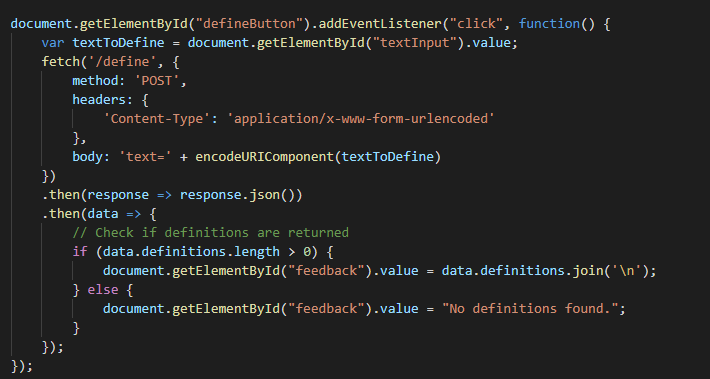 document.getElementById("defineButton").addEventListener("click", function() {
    var textToDefine = document.getElementById("textInput").value;
    fetch('/define', {
        method: 'POST',
        headers: {
            'Content-Type': 'application/x-www-form-urlencoded'
        },
        body: 'text=' + encodeURIComponent(textToDefine)
    })
    .then(response => response.json())
    .then(data => {
        // Check if definitions are returned
        if (data.definitions.length > 0) {
            document.getElementById("feedback").value = data.definitions.join('\n');
        } else {
            document.getElementById("feedback").value = "No definitions found.";
        }
    });
});